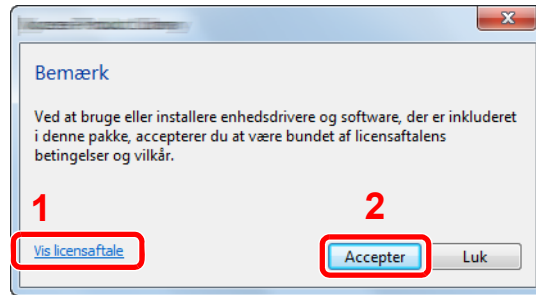 Bemærk
Ved at bruge eller installere enhedsdrivere og software, der er inkluderet
i denne pakke, accepterer du at være bundet af licensaftalens
betingelser og vilkår.
1
2
Vis licensaftale
Accepter
Luk